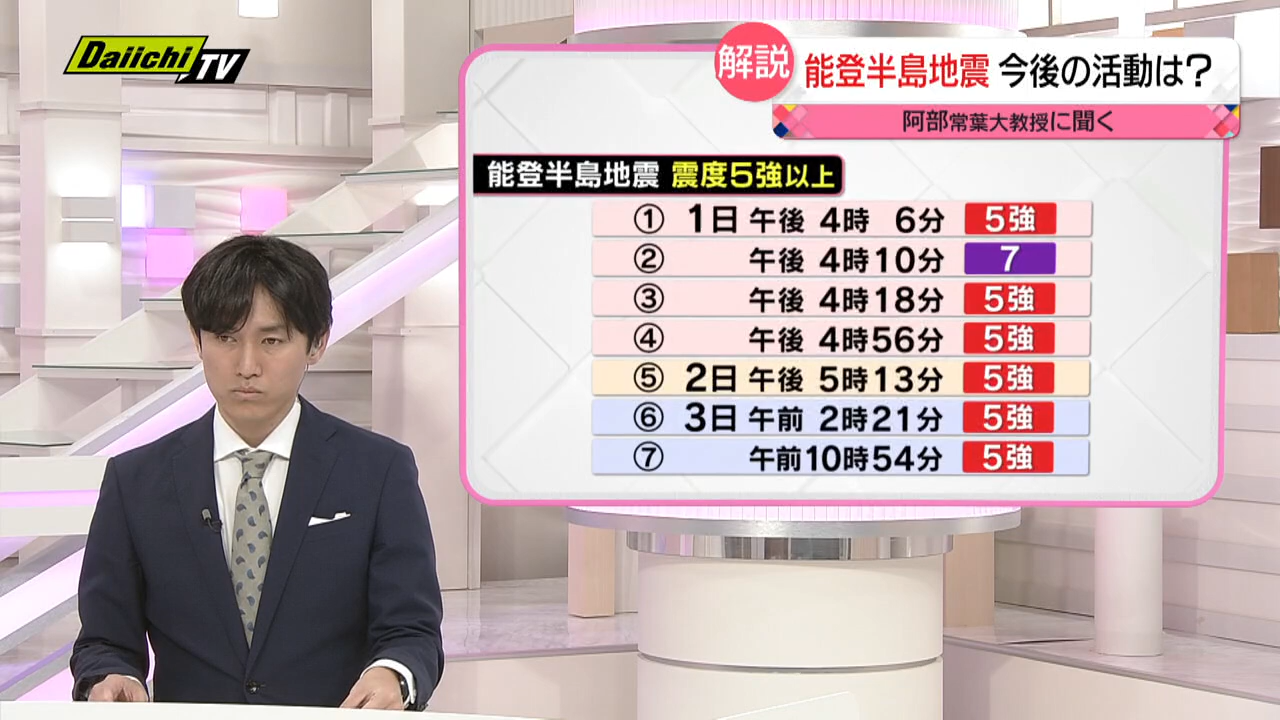 Daiichi TV
解説 能登半島地震 今後の活動は?
阿部常葉大教授に聞く
能登半島地震 震度5強以上
① 1日 午後 4時 6分 5強
② 午後 4時10分 7
③ 午後 4時18分 5強
④ 午後 4時56分 5強
⑤ 2日 午後 5時13分 5強
⑥ 3日 午前 2時21分 5強
⑦ 午前10時54分 5強